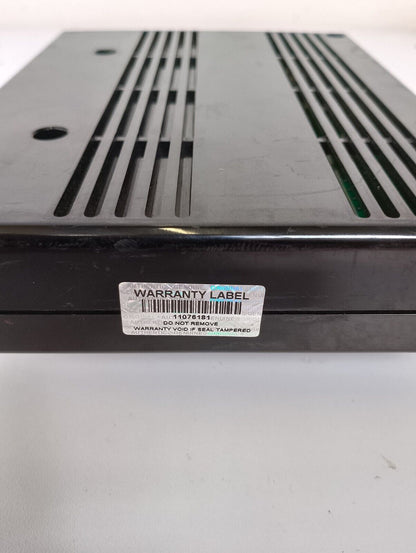 WARRANTY LABEL
11076181
DO NOT REMOVE
WARRANTY VOID IF SEAL TAMPERED